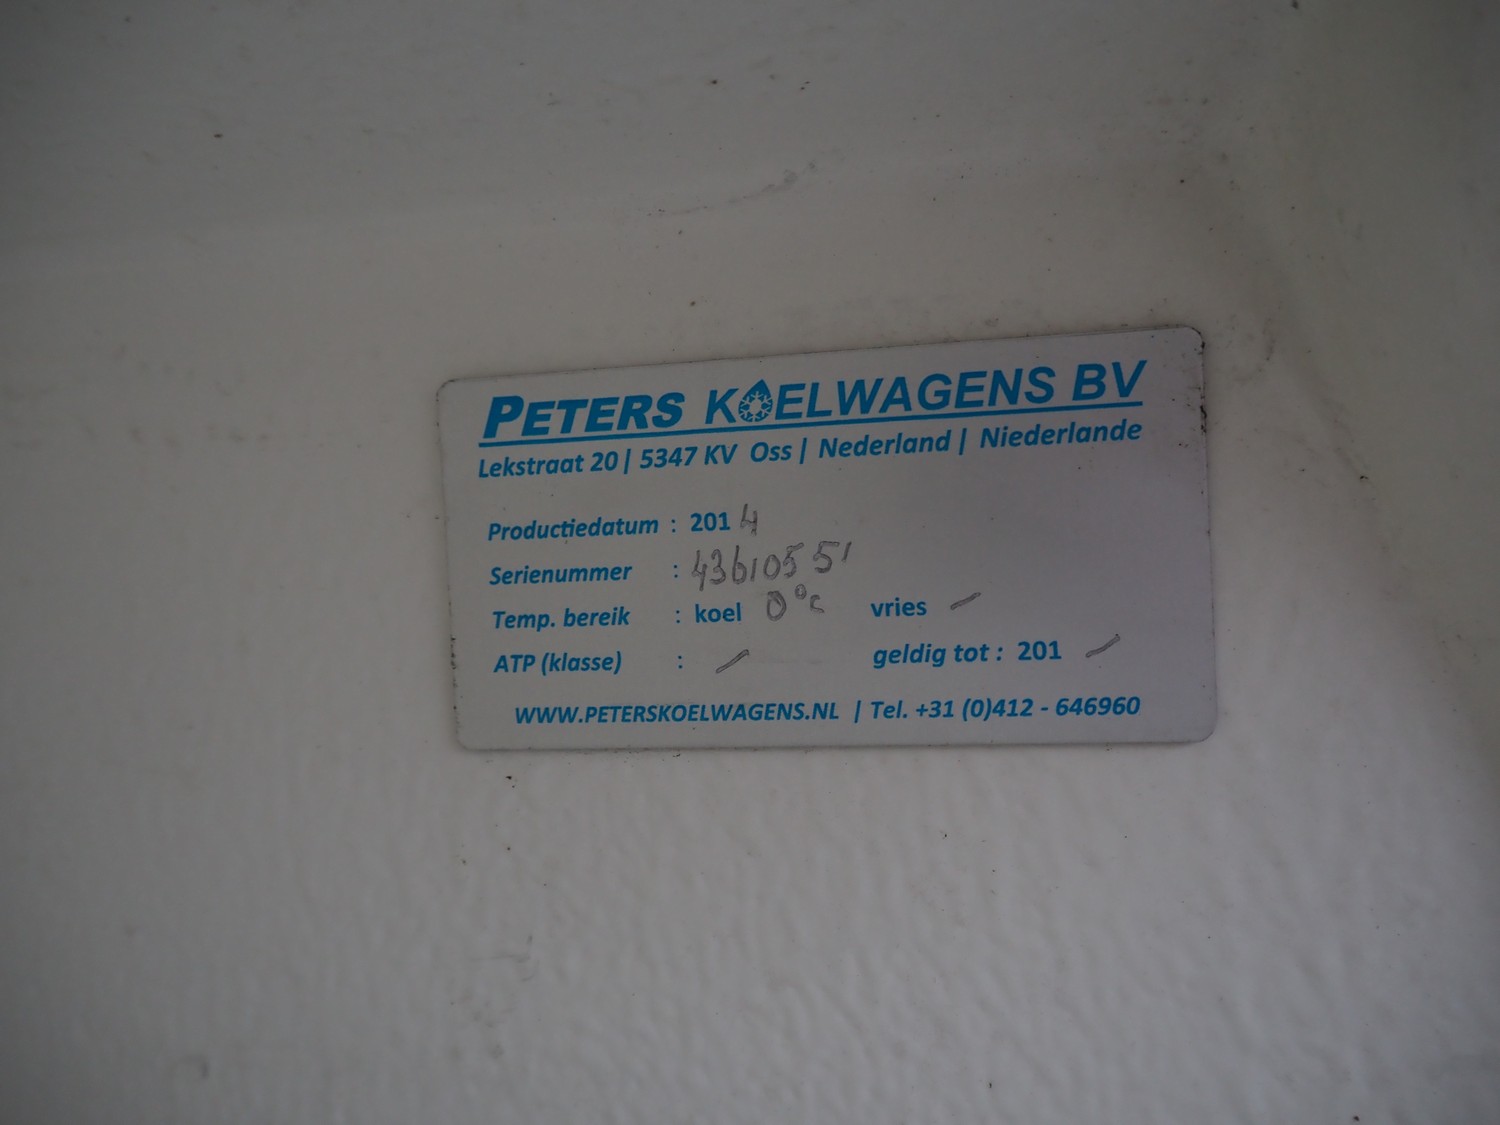 PETERS KOELWAGENS BV
Lekstraat 20 | 5347 KV Oss | Nederland | Niederlande
Productiedatum : 2014
Serienummer : 43610551
Temp. bereik : koel 0°c vries –
ATP (klasse) : – geldig tot : 201 –
WWW.PETERSKOELWAGENS.NL | Tel. +31 (0)412 - 646960